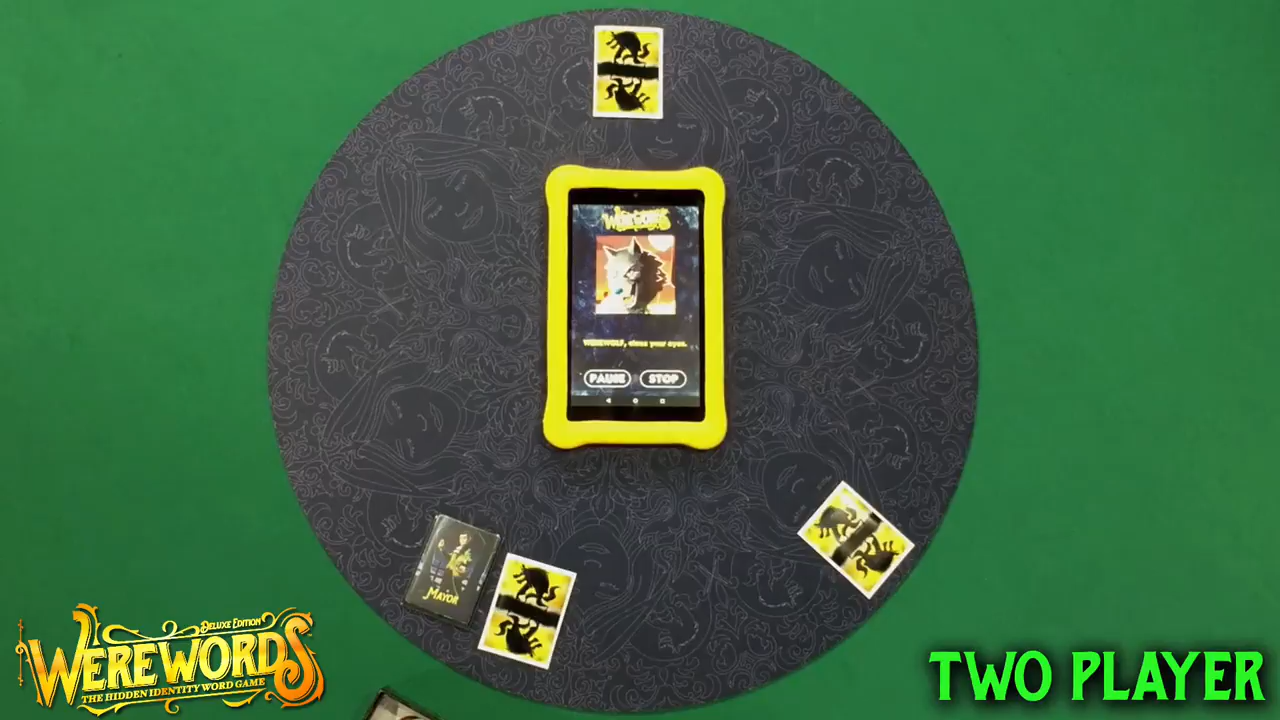 WEREWORDS
WEREWOLF, close your eyes.
PAUSE
STOP
MAYOR
DELUXE EDITION
WEREWORDS
THE HIDDEN IDENTITY WORD GAME
TWO PLAYER